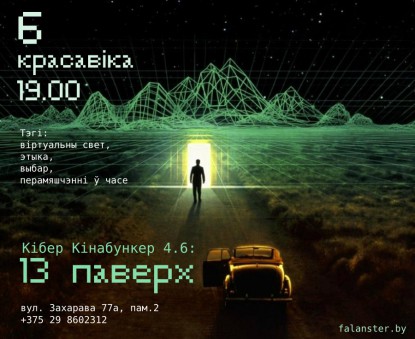 6
красавіка
19.00
Тэгі:
віртуальны свет,
этыка,
выбар,
перамяшчэнні ў часе
Кібер Кінабункер 4.6:
13 паверх
вул. Захарава 77а, пам.2
+375 29 8602312
falanster.by